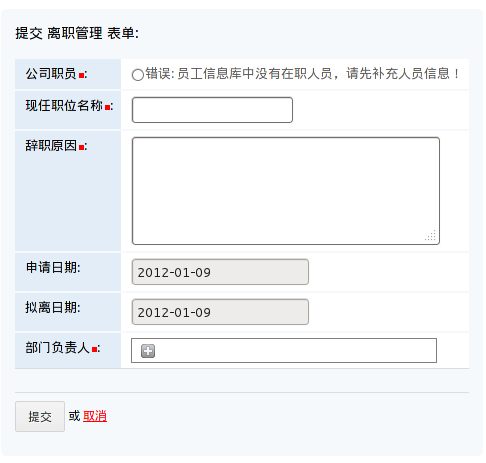 提交 离职管理 表单:
公司职员: 错误: 员工信息库中没有在职人员，请先补充人员信息！
现任职位名称:
辞职原因:
申请日期: 2012-01-09
拟离日期: 2012-01-09
部门负责人:
提交 或 取消